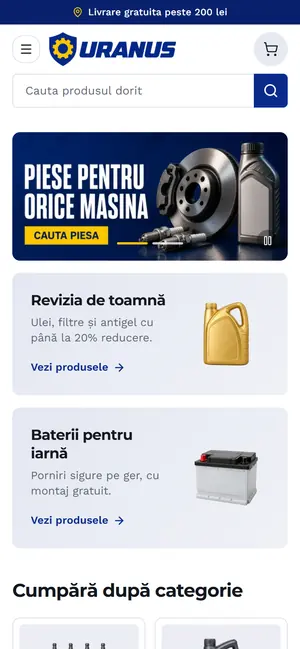 Livrare gratuita peste 200 lei
URANUS
Cauta produsul dorit
PIESE PENTRU
ORICE MASINA
CAUTA PIESA
Revizia de toamnă
Ulei, filtre și antigel cu
până la 20% reducere.
Vezi produsele
Baterii pentru
iarnă
Porniri sigure pe ger, cu
montaj gratuit.
Vezi produsele
Cumpără după categorie